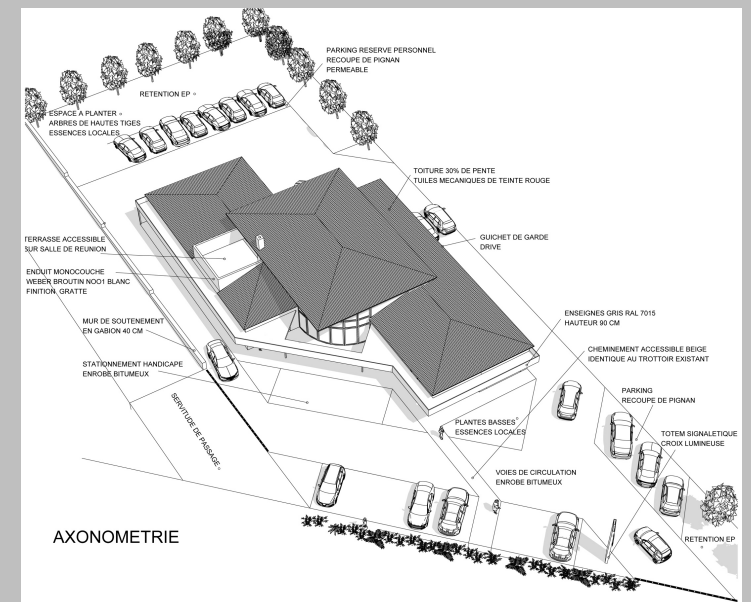 PARKING RESERVE PERSONNEL
RECOUPE DE PIGNAN
PERMEABLE
RETENTION EP
ESPACE A PLANTER
ARBRES DE HAUTES TIGES
ESSENCES LOCALES
TOITURE 30% DE PENTE
TUILES MECANIQUES DE TEINTE ROUGE
TERRASSE ACCESSIBLE
SUR SALLE DE REUNION
GUICHET DE GARDE
DRIVE
ENDUIT MONOCOUCHE
WEBER BROUTIN NOO1 BLANC
FINITION GRATTE
ENSEIGNES GRIS RAL 7015
HAUTEUR 90 CM
MUR DE SOUTENEMENT
EN GABION 40 CM
CHEMINEMENT ACCESSIBLE BEIGE
IDENTIQUE AU TROTTOIR EXISTANT
STATIONNEMENT HANDICAPE
ENROBE BITUMEUX
PARKING
RECOUPE DE PIGNAN
SERVITUDE DE PASSAGE
PLANTES BASSES
ESSENCES LOCALES
TOTEM SIGNALETIQUE
CROIX LUMINEUSE
VOIES DE CIRCULATION
ENROBE BITUMEUX
AXONOMETRIE
RETENTION EP